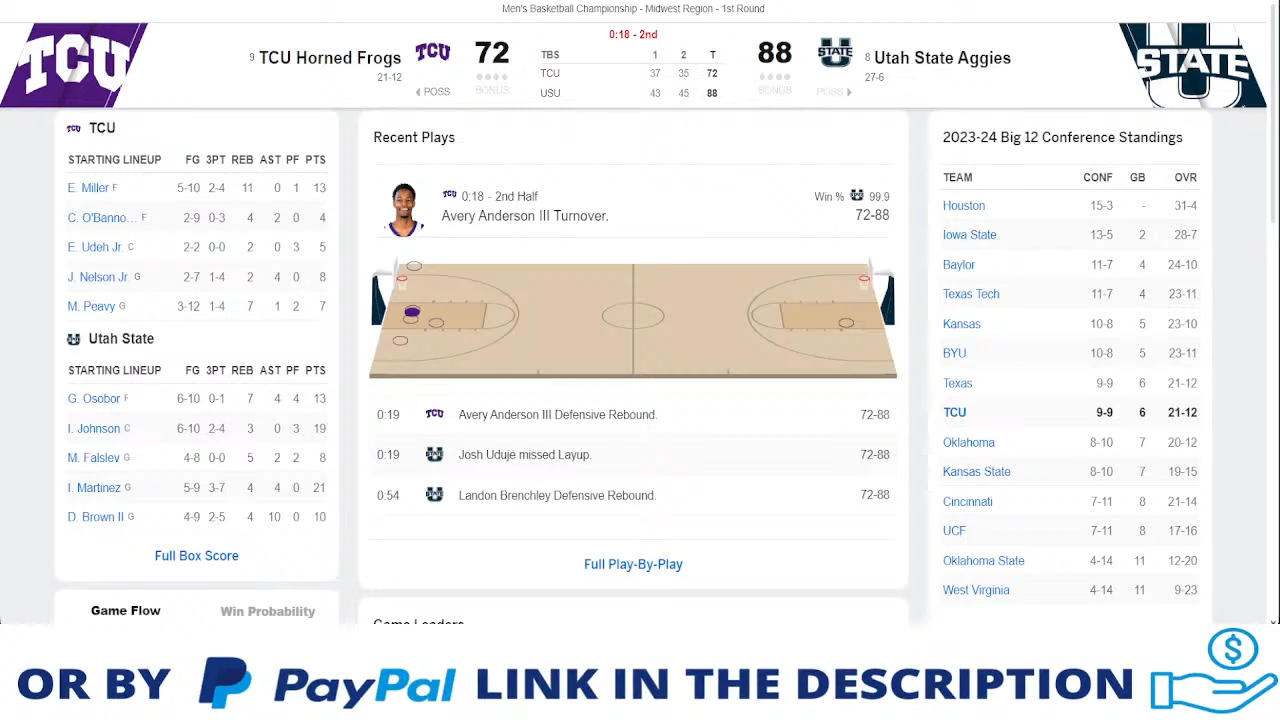 Men's Basketball Championship - Midwest Region - 1st Round
TCU
9 TCU Horned Frogs
21-12
TCU
72
BONUS
POSS
0:18 - 2nd
TBS 1 2 T
TCU 37 35 72
USU 43 45 88
88
BONUS
STATE
8 Utah State Aggies
27-6
POSS
STATE
TCU TCU
STARTING LINEUP FG 3PT REB AST PF PTS
E. Miller F 5-10 2-4 11 0 1 13
C. O'Banno... F 2-9 0-3 4 2 0 4
E. Udeh Jr. C 2-2 0-0 2 0 3 5
J. Nelson Jr. G 2-7 1-4 2 4 0 8
M. Peavy G 3-12 1-4 7 1 2 7
Utah State
STARTING LINEUP FG 3PT REB AST PF PTS
G. Osobor F 6-10 0-1 7 4 4 13
I. Johnson C 6-10 2-4 3 0 3 19
M. Falslev G 4-8 0-0 5 2 2 8
I. Martinez G 5-9 3-7 4 4 0 21
D. Brown II G 4-9 2-5 4 10 0 10
Full Box Score
Game Flow Win Probability
Recent Plays
TCU 0:18 - 2nd Half Win % 99.9
Avery Anderson III Turnover. 72-88
0:19 TCU Avery Anderson III Defensive Rebound. 72-88
0:19 Josh Uduje missed Layup. 72-88
0:54 Landon Brenchley Defensive Rebound. 72-88
Full Play-By-Play
Game Leaders
2023-24 Big 12 Conference Standings
TEAM CONF GB OVR
Houston 15-3 - 31-4
Iowa State 13-5 2 28-7
Baylor 11-7 4 24-10
Texas Tech 11-7 4 23-11
Kansas 10-8 5 23-10
BYU 10-8 5 23-11
Texas 9-9 6 21-12
TCU 9-9 6 21-12
Oklahoma 8-10 7 20-12
Kansas State 8-10 7 19-15
Cincinnati 7-11 8 21-14
UCF 7-11 8 17-16
Oklahoma State 4-14 11 12-20
West Virginia 4-14 11 9-23
OR BY PayPal LINK IN THE DESCRIPTION